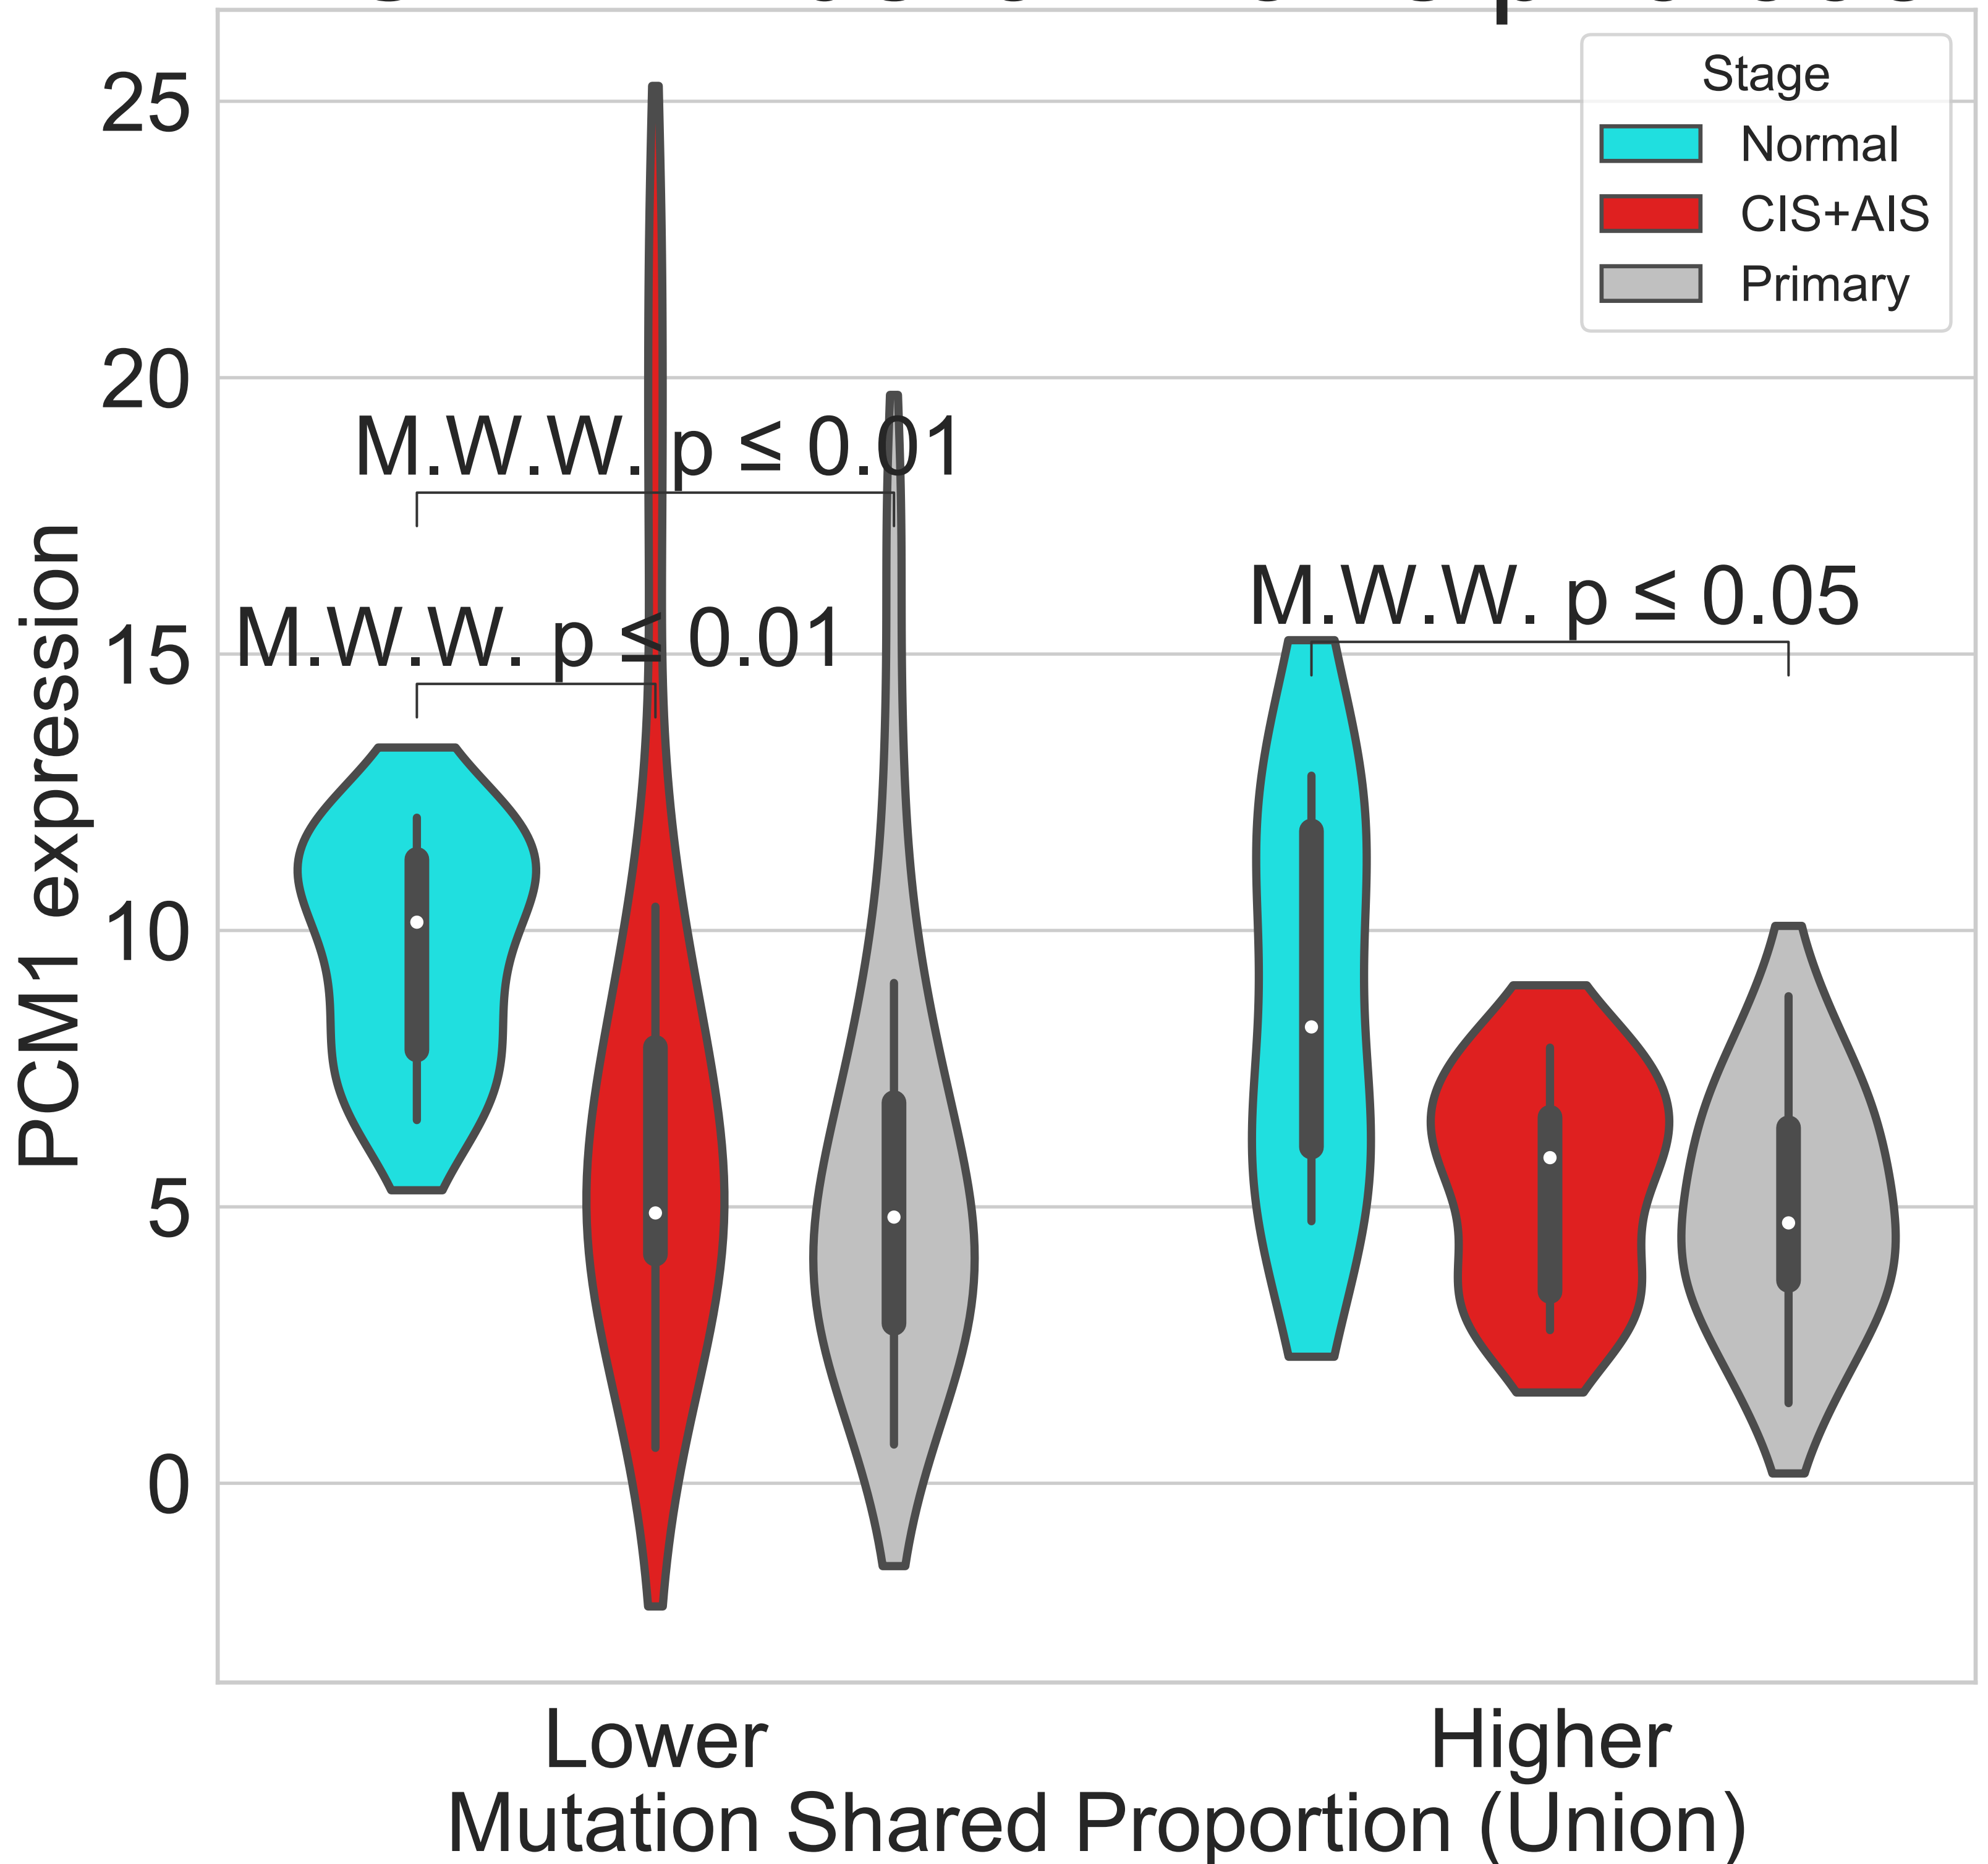 Stage
Normal
CIS+AIS
Primary
25
20
15
10
5
0
PCM1 expression
M.W.W. p ≤ 0.01
M.W.W. p ≤ 0.01
M.W.W. p ≤ 0.05
Lower
Higher
Mutation Shared Proportion (Union)